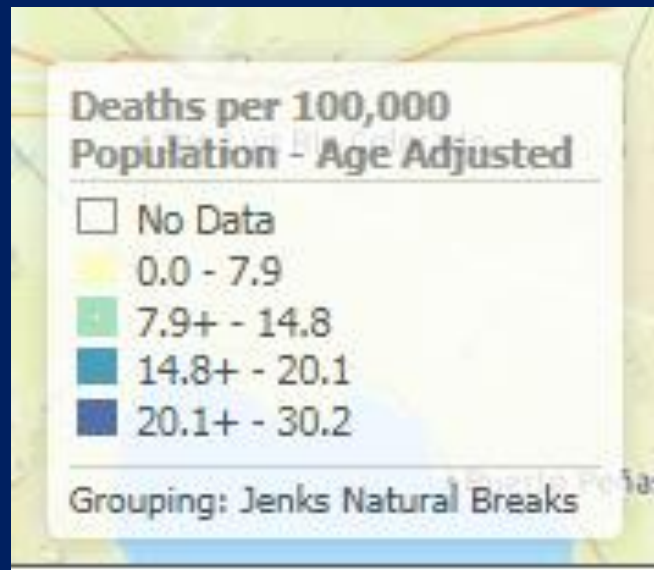 Deaths per 100,000
Population - Age Adjusted
No Data
0.0 - 7.9
7.9+ - 14.8
14.8+ - 20.1
20.1+ - 30.2
Grouping: Jenks Natural Breaks